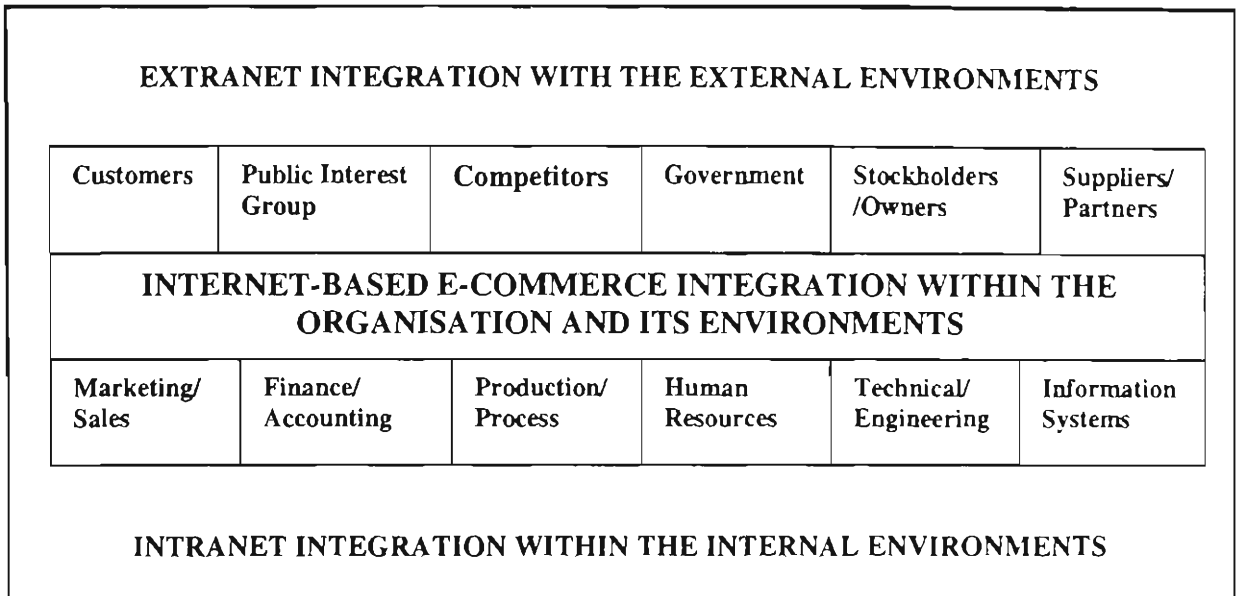 EXTRANET INTEGRATION WITH THE EXTERNAL ENVIRONMENTS
Customers
Public Interest
Group
Competitors
Government
Stockholders
/Owners
Suppliers/
Partners
INTERNET-BASED E-COMMERCE INTEGRATION WITHIN THE
ORGANISATION AND ITS ENVIRONMENTS
Marketing/
Sales
Finance/
Accounting
Production/
Process
Human
Resources
Technical/
Engineering
Information
Systems
INTRANET INTEGRATION WITHIN THE INTERNAL ENVIRONMENTS